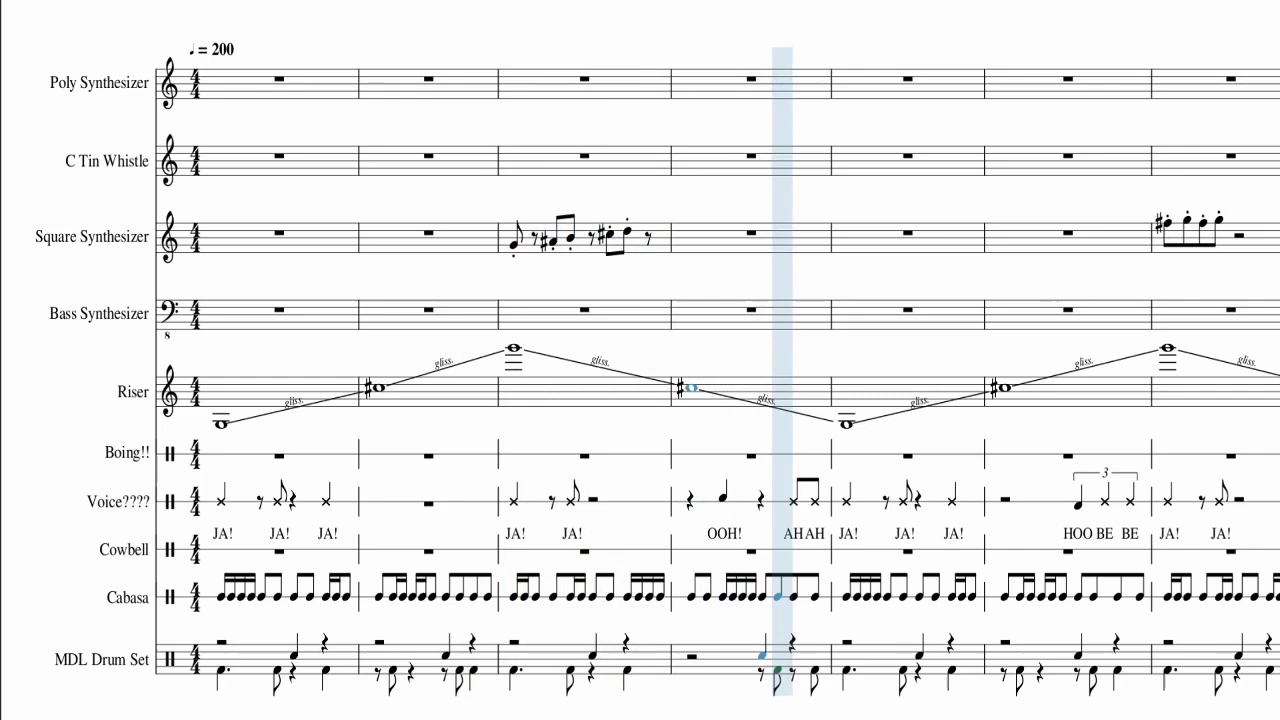 ♩ = 200
Poly Synthesizer
C Tin Whistle
Square Synthesizer
Bass Synthesizer
8
gliss. gliss. gliss. gliss. gliss. gliss. gliss.
Riser
Boing!!
3
Voice????
JA! JA! JA! JA! JA! OOH! AH AH JA! JA! JA! HOO BE BE JA! JA!
Cowbell
Cabasa
MDL Drum Set